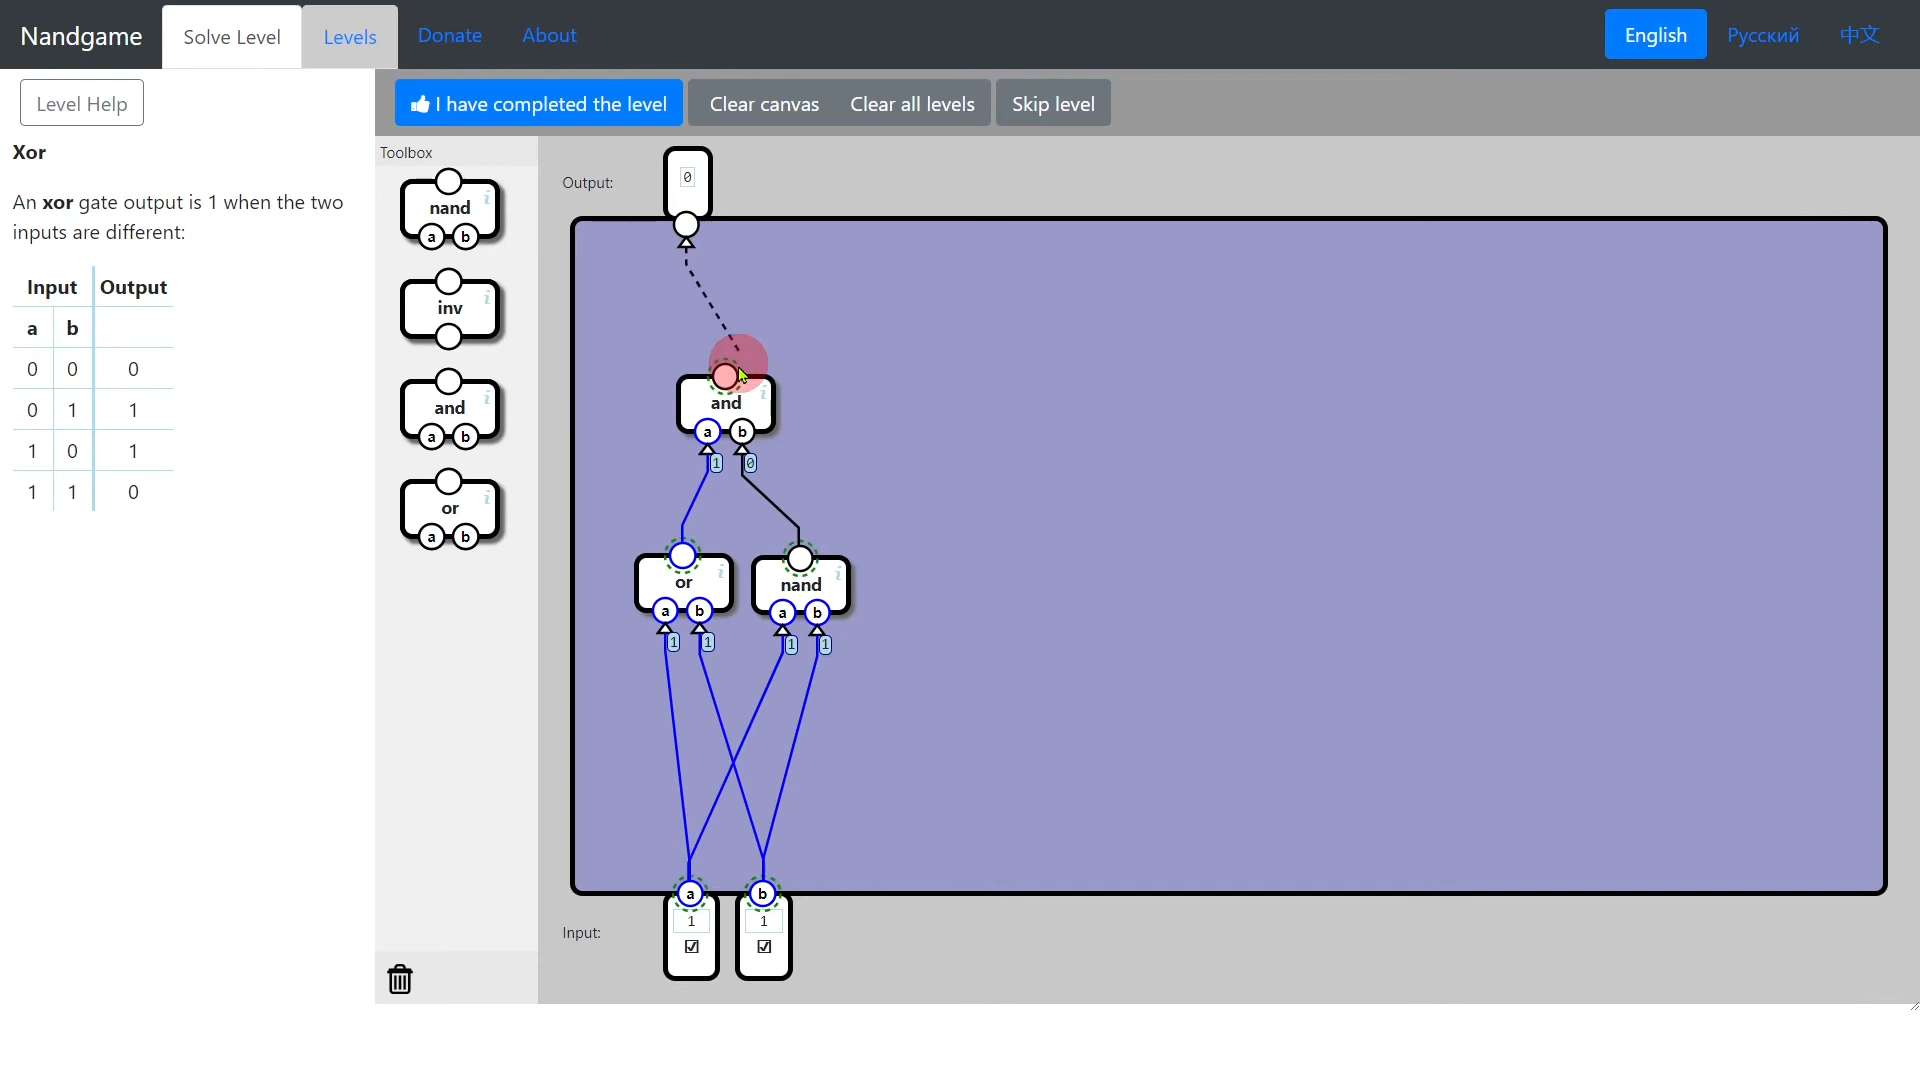 Nandgame
Solve Level
Levels
Donate
About
English
Русский
中文
Level Help
I have completed the level
Clear canvas
Clear all levels
Skip level
Xor
An xor gate output is 1 when the two
inputs are different:
Input Output
a b
0 0 0
0 1 1
1 0 1
1 1 0
Toolbox
nand
i
a b
inv
i
and
i
a b
or
i
a b
Output:
0
and
i
a b
1 0
or
i
a b
1 1
nand
i
a b
1 1
Input:
a b
1 1